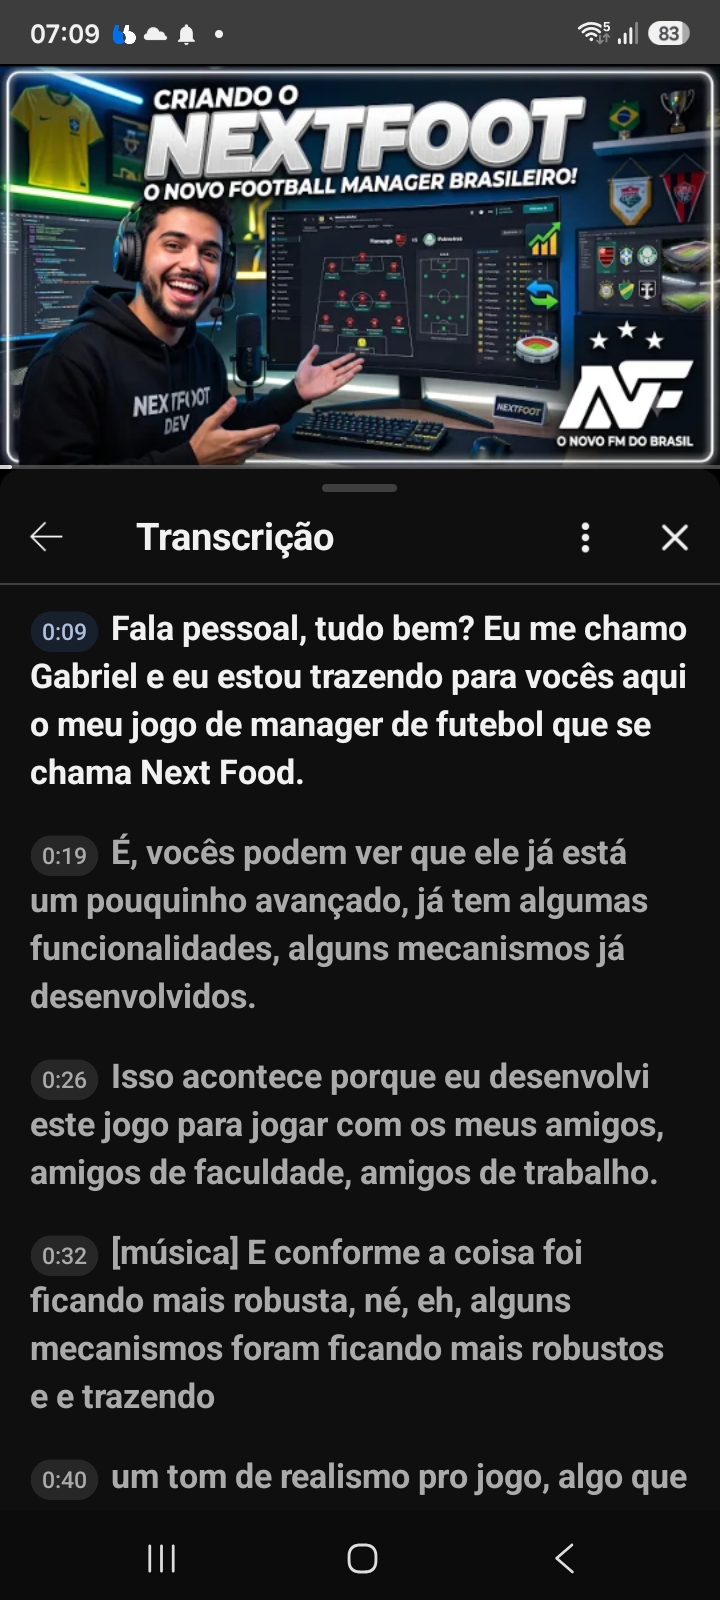 07:09
5
83
CRIANDO O
NEXTFOOT
O NOVO FOOTBALL MANAGER BRASILEIRO!
Flamengo vs Palmeiras
NEXTFOOT
DEV
NEXTFOOT
NF
O NOVO FM DO BRASIL
Transcrição
0:09 Fala pessoal, tudo bem? Eu me chamo
Gabriel e eu estou trazendo para vocês aqui
o meu jogo de manager de futebol que se
chama Next Food.
0:19 É, vocês podem ver que ele já está
um pouquinho avançado, já tem algumas
funcionalidades, alguns mecanismos já
desenvolvidos.
0:26 Isso acontece porque eu desenvolvi
este jogo para jogar com os meus amigos,
amigos de faculdade, amigos de trabalho.
0:32 [música] E conforme a coisa foi
ficando mais robusta, né, eh, alguns
mecanismos foram ficando mais robustos
e e trazendo
0:40 um tom de realismo pro jogo, algo que